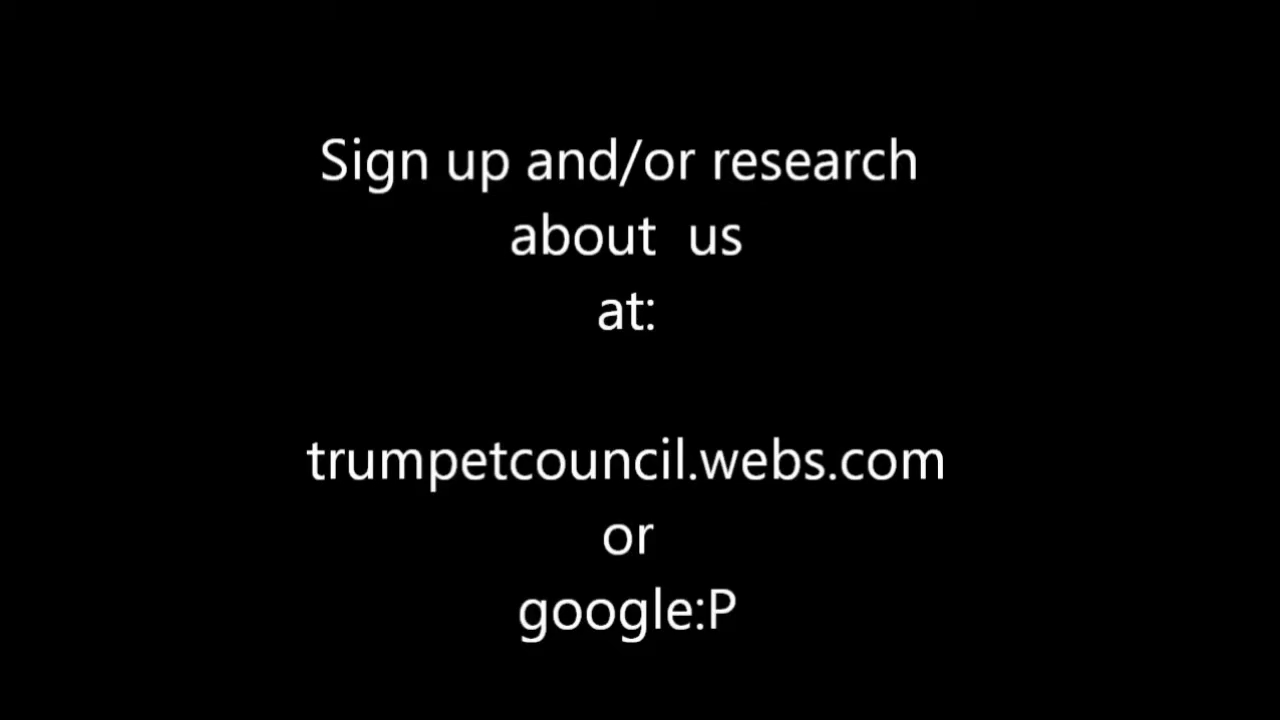 Sign up and/or research
about  us
at:
trumpetcouncil.webs.com
or
google:P